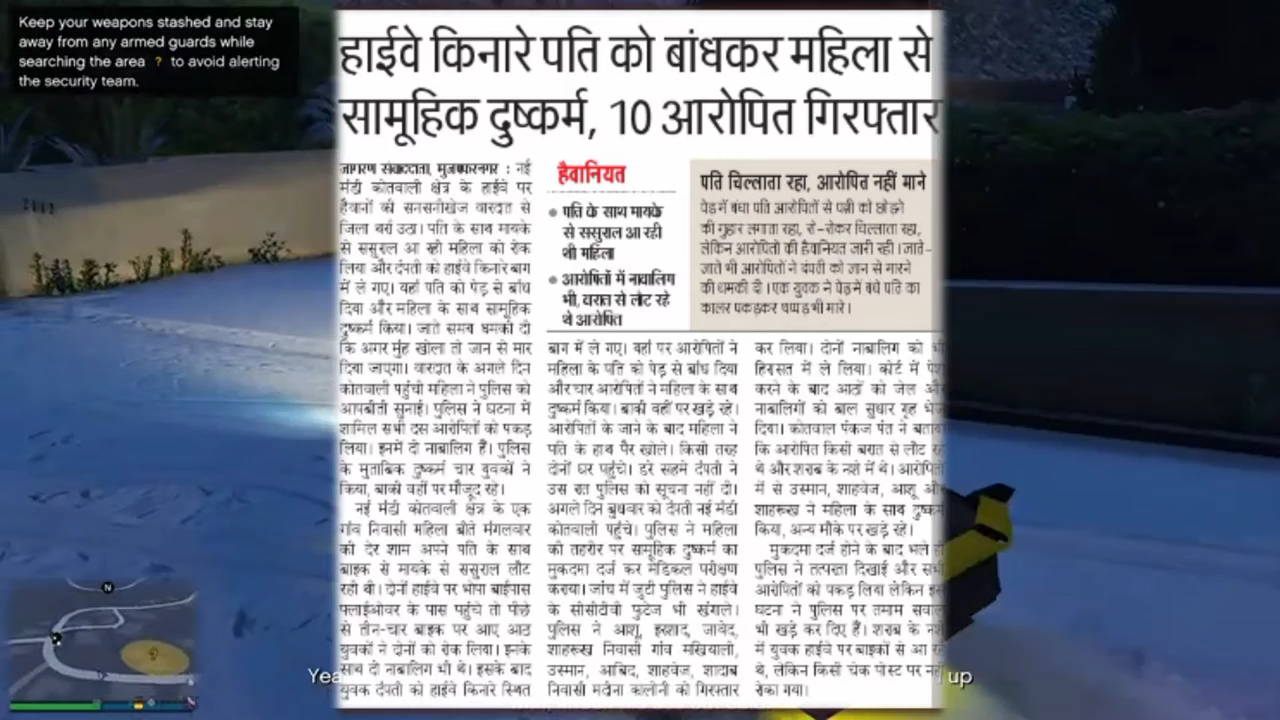 Keep your weapons stashed and stay
away from any armed guards while
searching the area ? to avoid alerting
the security team.
हाईवे किनारे पति को बांधकर महिला से
सामूहिक दुष्कर्म, 10 आरोपित गिरफ्तार
जागरण संवाददाता, मुजफ्फरनगर : नई
मंडी कोतवाली क्षेत्र के हाईवे पर
हैवानों की सनसनीखेज वारदात से
जिला थर्रा उठा। पति के साथ मायके
से ससुराल आ रही महिला को रोक
लिया और दंपती को हाईवे किनारे बाग
में ले गए। यहां पति को पेड़ से बांध
दिया और महिला के साथ सामूहिक
दुष्कर्म किया। जाते समय धमकी दी
कि अगर मुंह खोला तो जान से मार
दिया जाएगा। वारदात के अगले दिन
कोतवाली पहुंची महिला ने पुलिस को
आपबीती सुनाई। पुलिस ने घटना में
शामिल सभी दस आरोपितों को पकड़
लिया। इनमें दो नाबालिग हैं। पुलिस
के मुताबिक दुष्कर्म चार युवकों ने
किया, बाकी वहीं पर मौजूद रहे।
नई मंडी कोतवाली क्षेत्र के एक
गांव निवासी महिला बीते मंगलवार
की देर शाम अपने पति के साथ
बाइक से मायके से ससुराल लौट
रही थी। दोनों हाईवे पर भोपा बाईपास
फ्लाईओवर के पास पहुंचे तो पीछे
से तीन-चार बाइक पर आए आठ
युवकों ने दोनों को रोक लिया। इनके
साथ दो नाबालिग भी थे। इसके बाद
युवक दंपती को हाईवे किनारे स्थित
हैवानियत
● पति के साथ मायके
से ससुराल आ रही
थी महिला
● आरोपितों में नाबालिग
भी, बरात से लौट रहे
थे आरोपित
पति चिल्लाता रहा, आरोपित नहीं माने
पेड़ में बंधा पति आरोपितों से पत्नी को छोड़ने
की गुहार लगाता रहा, रो-रोकर चिल्लाता रहा,
लेकिन आरोपितों की हैवानियत जारी रही। जाते-
जाते भी आरोपितों ने दंपती को जान से मारने
की धमकी दी। एक युवक ने पेड़ में बंधे पति का
कालर पकड़कर थप्पड़ भी मारे।
बाग में ले गए। वहां पर आरोपितों ने
महिला के पति को पेड़ से बांध दिया
और चार आरोपितों ने महिला के साथ
दुष्कर्म किया। बाकी वहीं पर खड़े रहे।
आरोपितों के जाने के बाद महिला ने
पति के हाथ पैर खोले। किसी तरह
दोनों घर पहुंचे। डरे सहमे दंपती ने
उस रात पुलिस को सूचना नहीं दी।
अगले दिन बुधवार को दंपती नई मंडी
कोतवाली पहुंचे। पुलिस ने महिला
की तहरीर पर सामूहिक दुष्कर्म का
मुकदमा दर्ज कर मेडिकल परीक्षण
कराया। जांच में जुटी पुलिस ने हाईवे
के सीसीटीवी फुटेज भी खंगाले।
पुलिस ने आशू, इरशाद, जावेद,
शाहरूख निवासी गांव मखियाली,
उस्मान, आबिद, शाहवेज, शादाब
निवासी मदीना कालोनी को गिरफ्तार
कर लिया। दोनों नाबालिग को भी
हिरासत में ले लिया। कोर्ट में पेश
करने के बाद आठों को जेल और
नाबालिगों को बाल सुधार गृह भेज
दिया। कोतवाल पंकज पंत ने बताया
कि आरोपित किसी बरात से लौट रहे
थे और शराब के नशे में थे। आरोपितों
में से उस्मान, शाहवेज, आशू और
शाहरूख ने महिला के साथ दुष्कर्म
किया, अन्य मौके पर खड़े रहे।
मुकदमा दर्ज होने के बाद भले ही
पुलिस ने तत्परता दिखाई और सभी
आरोपितों को पकड़ लिया लेकिन इस
घटना ने पुलिस पर तमाम सवाल
भी खड़े कर दिए हैं। शराब के नशे
में युवक हाईवे पर बाइकों से आ रहे
थे, लेकिन किसी चेक पोस्ट पर नहीं
रोका गया।
N
up